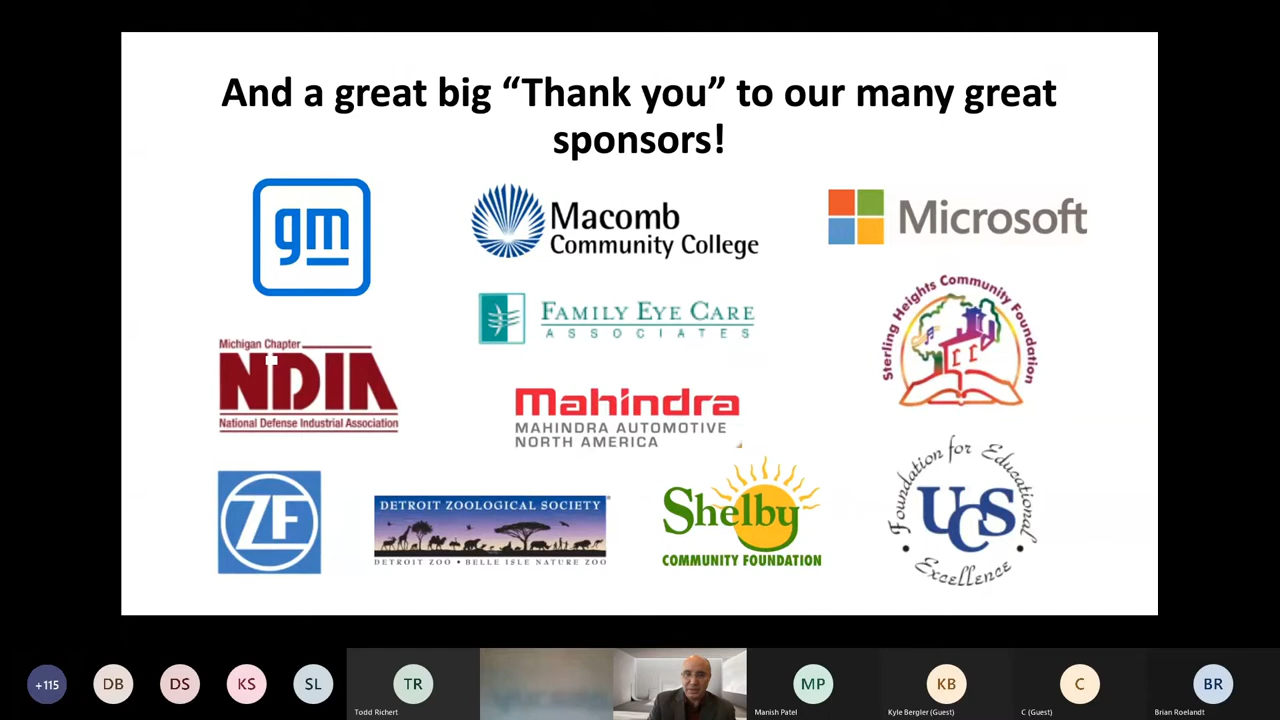 And a great big “Thank you” to our many great
sponsors!
gm
Macomb
Community College
Microsoft
FAMILY EYE CARE
ASSOCIATES
Sterling Heights Community Foundation
Michigan Chapter
NDIA
National Defense Industrial Association
Mahindra
MAHINDRA AUTOMOTIVE
NORTH AMERICA
ZF
DETROIT ZOOLOGICAL SOCIETY
DETROIT ZOO • BELLE ISLE NATURE ZOO
Shelby
COMMUNITY FOUNDATION
Foundation for Educational
UCS
Excellence
+115
DB
DS
KS
SL
TR
Todd Richert
MP
Manish Patel
KB
Kyle Bergler (Guest)
C
C (Guest)
BR
Brian Roelandt